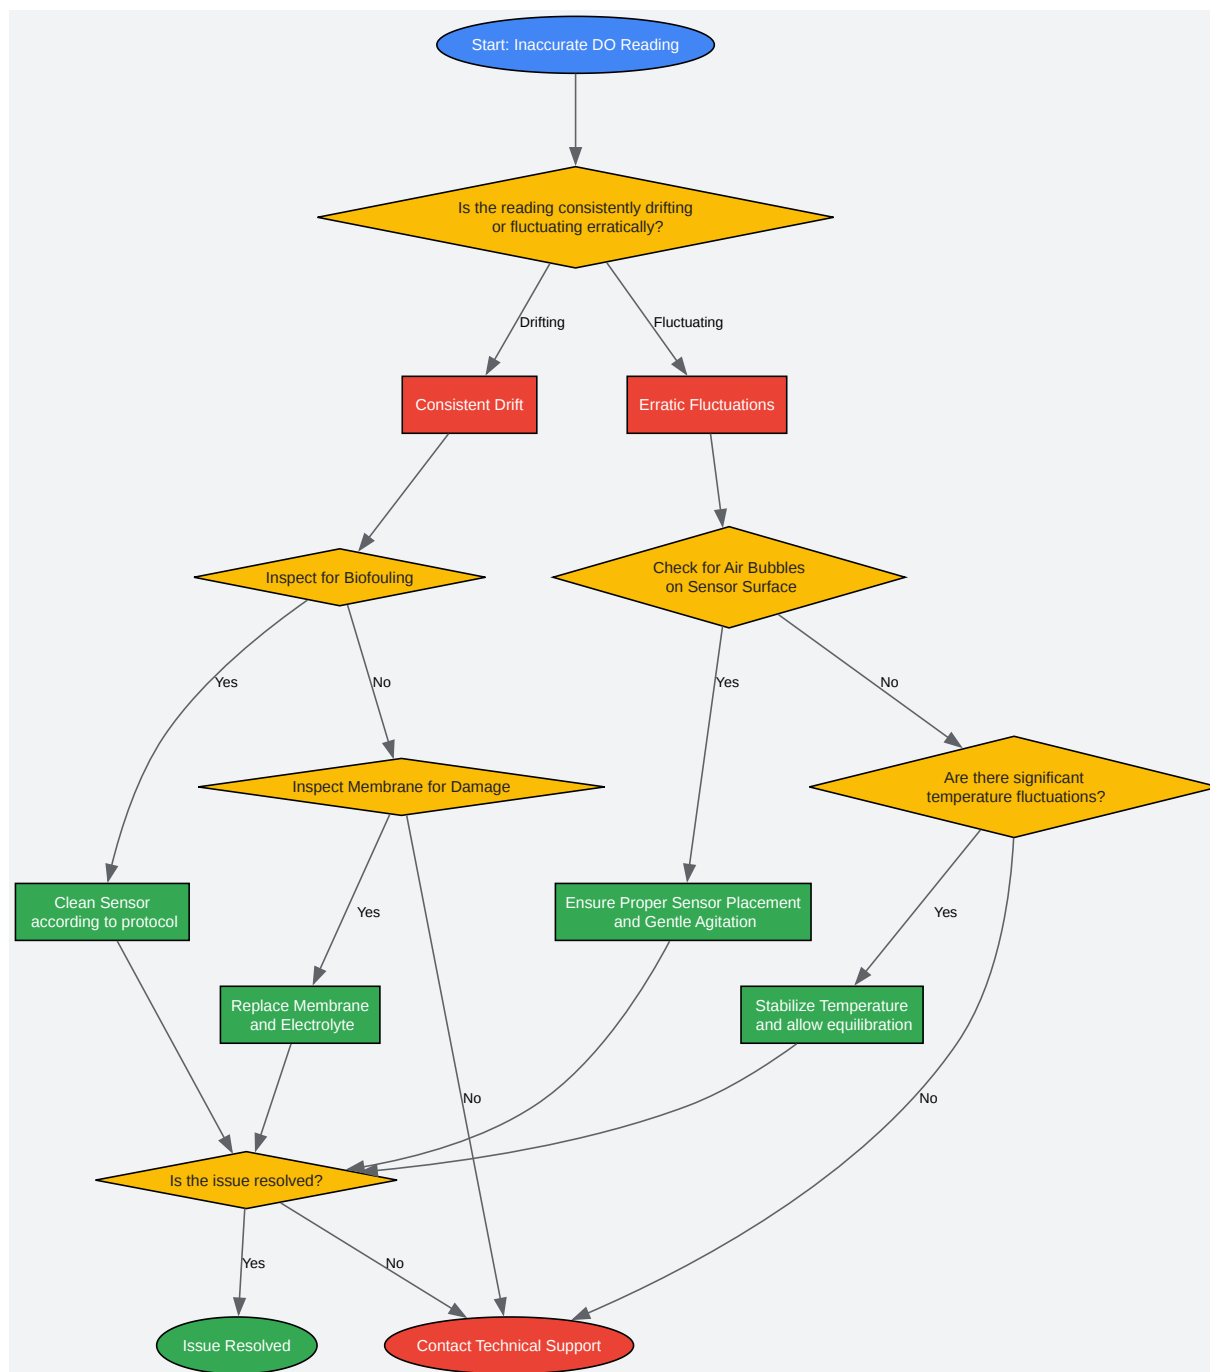 Start: Inaccurate DO Reading
Is the reading consistently drifting
or fluctuating erratically?
Drifting
Fluctuating
Consistent Drift
Erratic Fluctuations
Inspect for Biofouling
Check for Air Bubbles
on Sensor Surface
Yes
No
Yes
No
Inspect Membrane for Damage
Are there significant
temperature fluctuations?
Clean Sensor
according to protocol
Yes
Ensure Proper Sensor Placement
and Gentle Agitation
Yes
Replace Membrane
and Electrolyte
Stabilize Temperature
and allow equilibration
No
No
Is the issue resolved?
Yes
No
Issue Resolved
Contact Technical Support